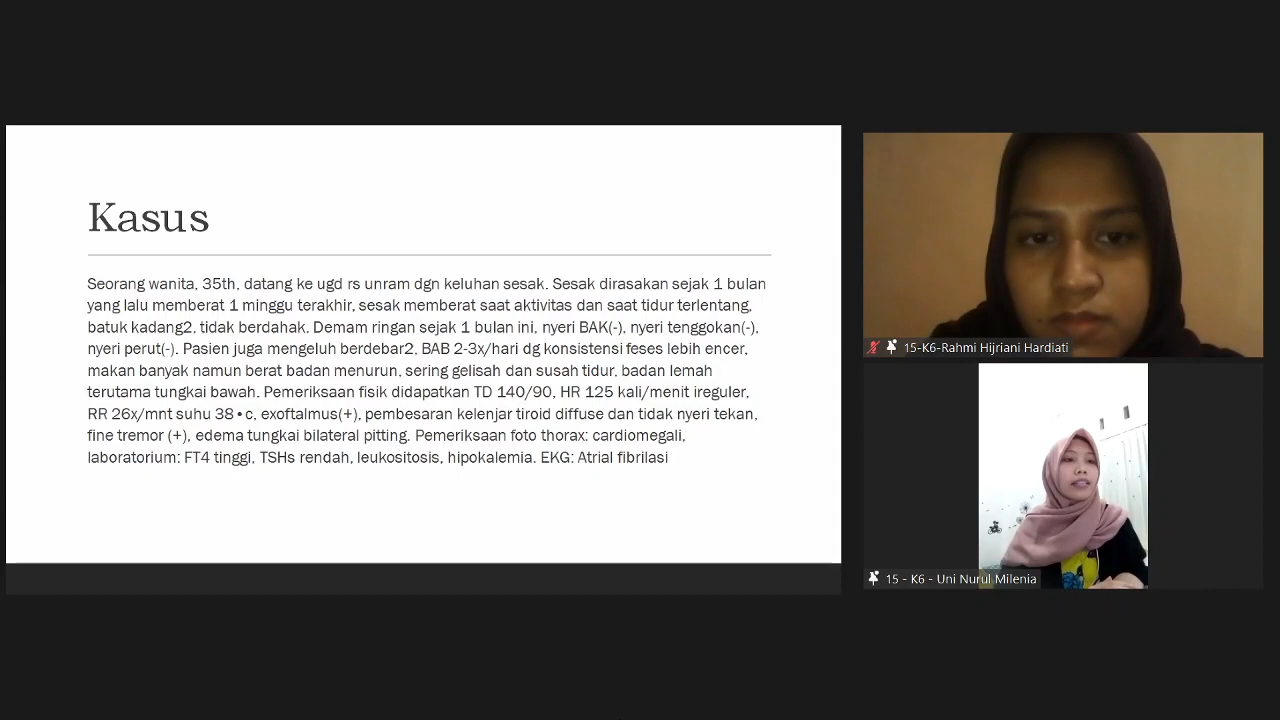 Kasus
Seorang wanita, 35th, datang ke ugd rs unram dgn keluhan sesak. Sesak dirasakan sejak 1 bulan
yang lalu memberat 1 minggu terakhir, sesak memberat saat aktivitas dan saat tidur terlentang,
batuk kadang2, tidak berdahak. Demam ringan sejak 1 bulan ini, nyeri BAK(-), nyeri tenggokan(-),
nyeri perut(-). Pasien juga mengeluh berdebar2, BAB 2-3x/hari dg konsistensi feses lebih encer,
makan banyak namun berat badan menurun, sering gelisah dan susah tidur, badan lemah
terutama tungkai bawah. Pemeriksaan fisik didapatkan TD 140/90, HR 125 kali/menit ireguler,
RR 26x/mnt suhu 38•c, exoftalmus(+), pembesaran kelenjar tiroid diffuse dan tidak nyeri tekan,
fine tremor (+), edema tungkai bilateral pitting. Pemeriksaan foto thorax: cardiomegali,
laboratorium: FT4 tinggi, TSHs rendah, leukositosis, hipokalemia. EKG: Atrial fibrilasi
15-K6-Rahmi Hijriani Hardiati
15 - K6 - Uni Nurul Milenia